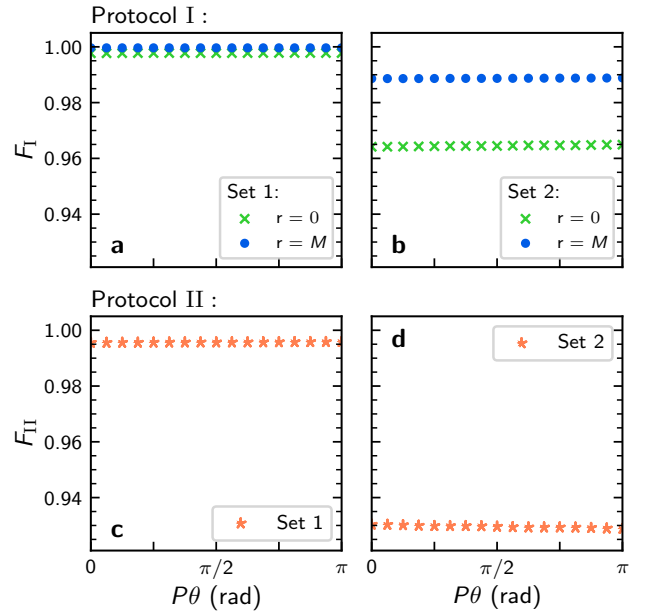 Protocol I :
1.00
0.98
0.96
0.94
F_I
Set 1:
r = 0
r = M
a
Set 2:
r = 0
r = M
b
Protocol II :
1.00
0.98
0.96
0.94
F_II
Set 1
c
d
Set 2
0
π/2
π
Pθ (rad)
π/2
π
Pθ (rad)